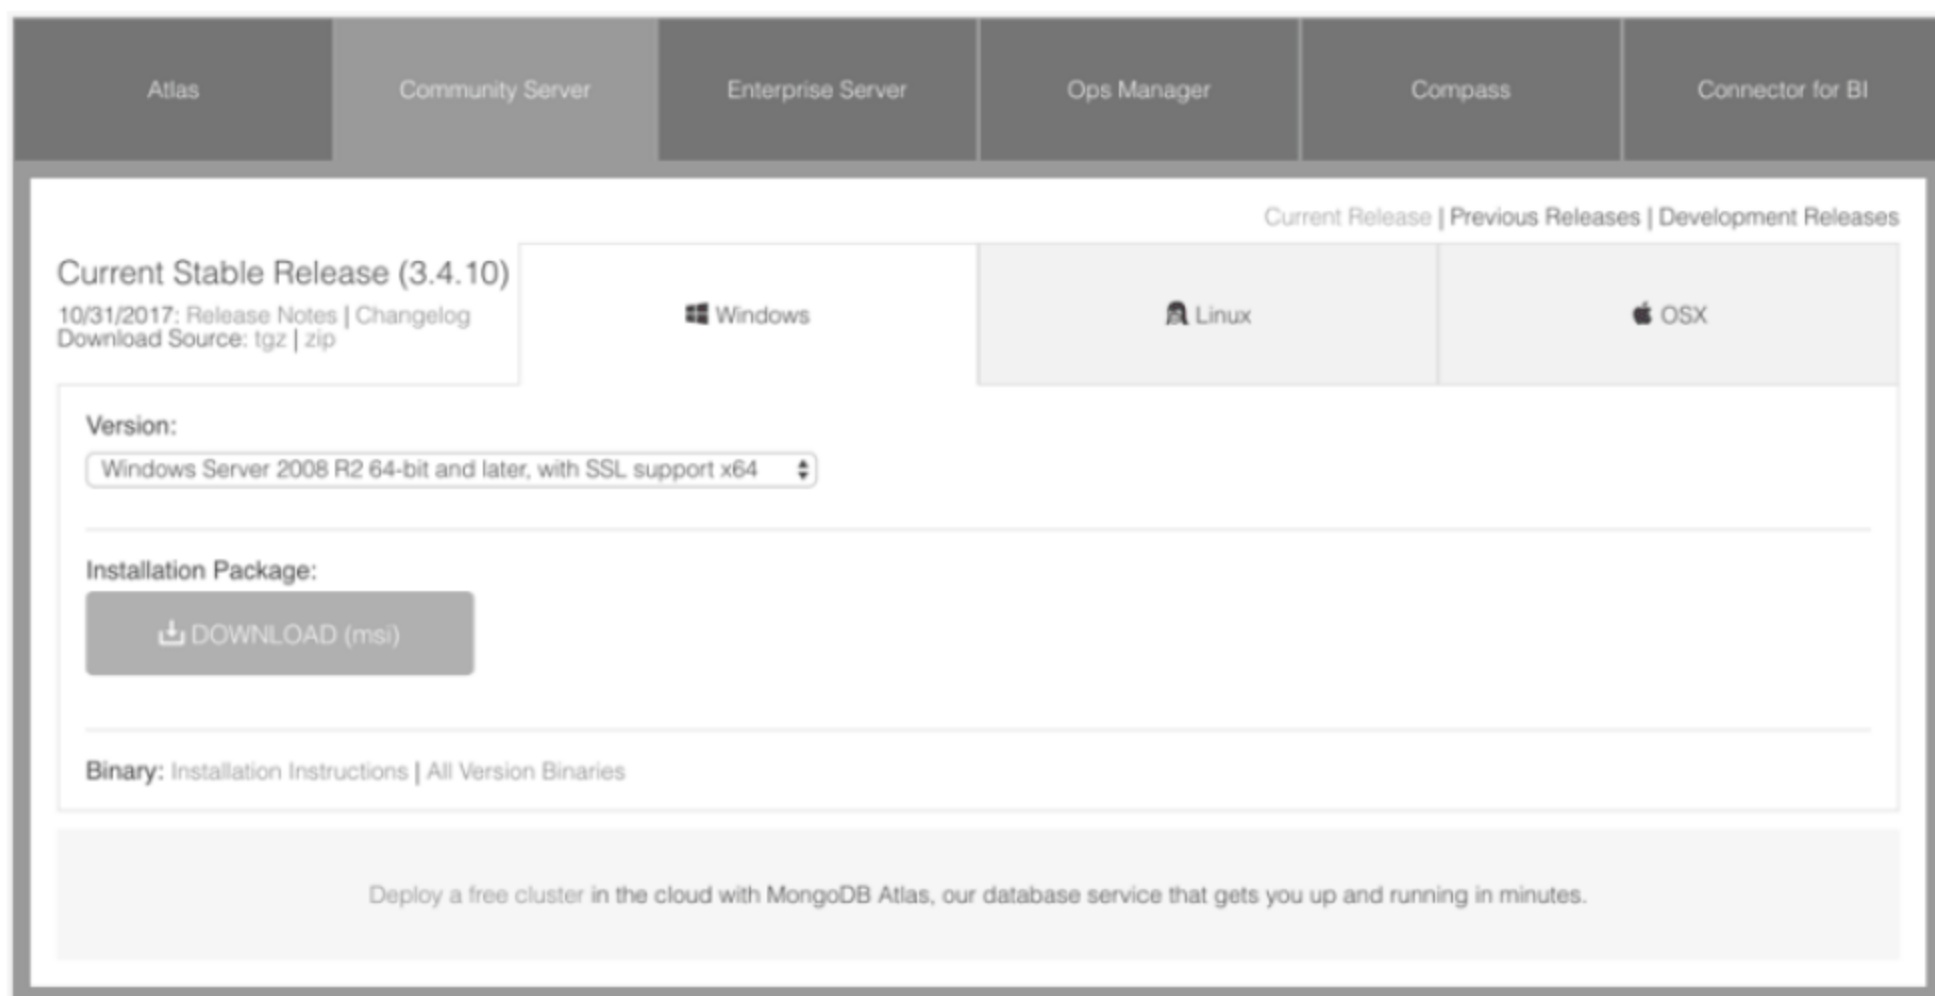 Atlas Community Server Enterprise Server Ops Manager Compass Connector for BI
Current Release | Previous Releases | Development Releases
Current Stable Release (3.4.10)
10/31/2017: Release Notes | Changelog
Download Source: tgz | zip
Windows Linux OSX
Version:
Windows Server 2008 R2 64-bit and later, with SSL support x64
Installation Package:
DOWNLOAD (msi)
Binary: Installation Instructions | All Version Binaries
Deploy a free cluster in the cloud with MongoDB Atlas, our database service that gets you up and running in minutes.